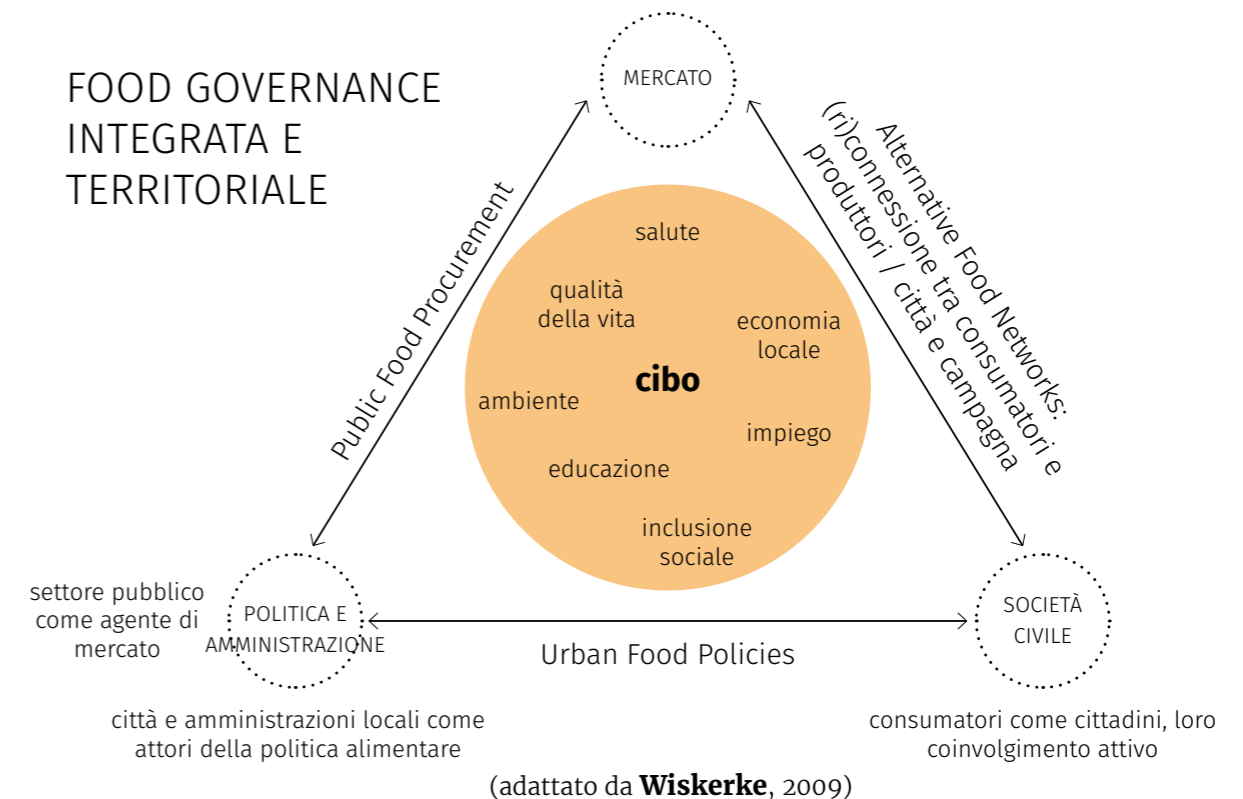 FOOD GOVERNANCE
INTEGRATA E
TERRITORIALE
MERCATO
Public Food Procurement
Alternative Food Networks:
(ri)connessione tra consumatori e
produttori / città e campagna
salute
qualità
della vita
economia
locale
cibo
ambiente
impiego
educazione
inclusione
sociale
settore pubblico
come agente di
mercato
POLITICA E
AMMINISTRAZIONE
Urban Food Policies
SOCIETÀ
CIVILE
città e amministrazioni locali come
attori della politica alimentare
consumatori come cittadini, loro
coinvolgimento attivo
(adattato da Wiskerke, 2009)